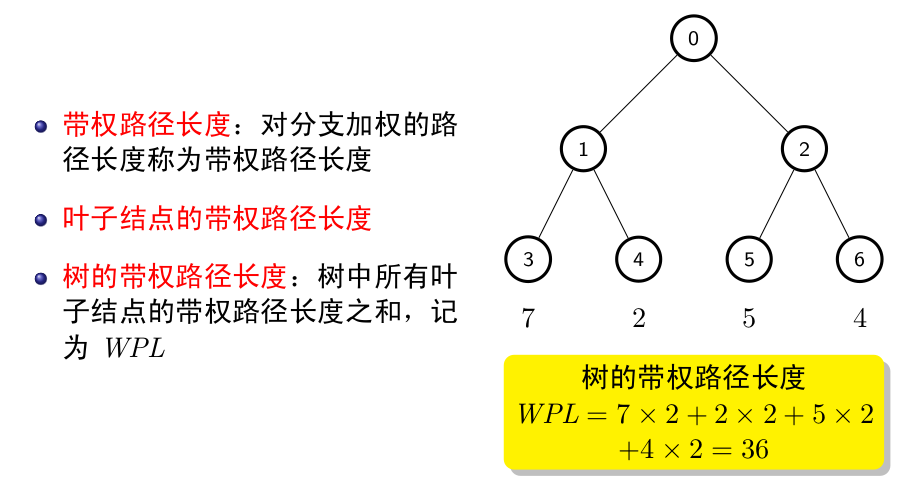 带权路径长度：对分支加权的路
径长度称为带权路径长度
叶子结点的带权路径长度
树的带权路径长度：树中所有叶
子结点的带权路径长度之和，记
为 WPL
0
1 2
3 4 5 6
7 2 5 4
树的带权路径长度
WPL = 7 × 2 + 2 × 2 + 5 × 2
+4 × 2 = 36